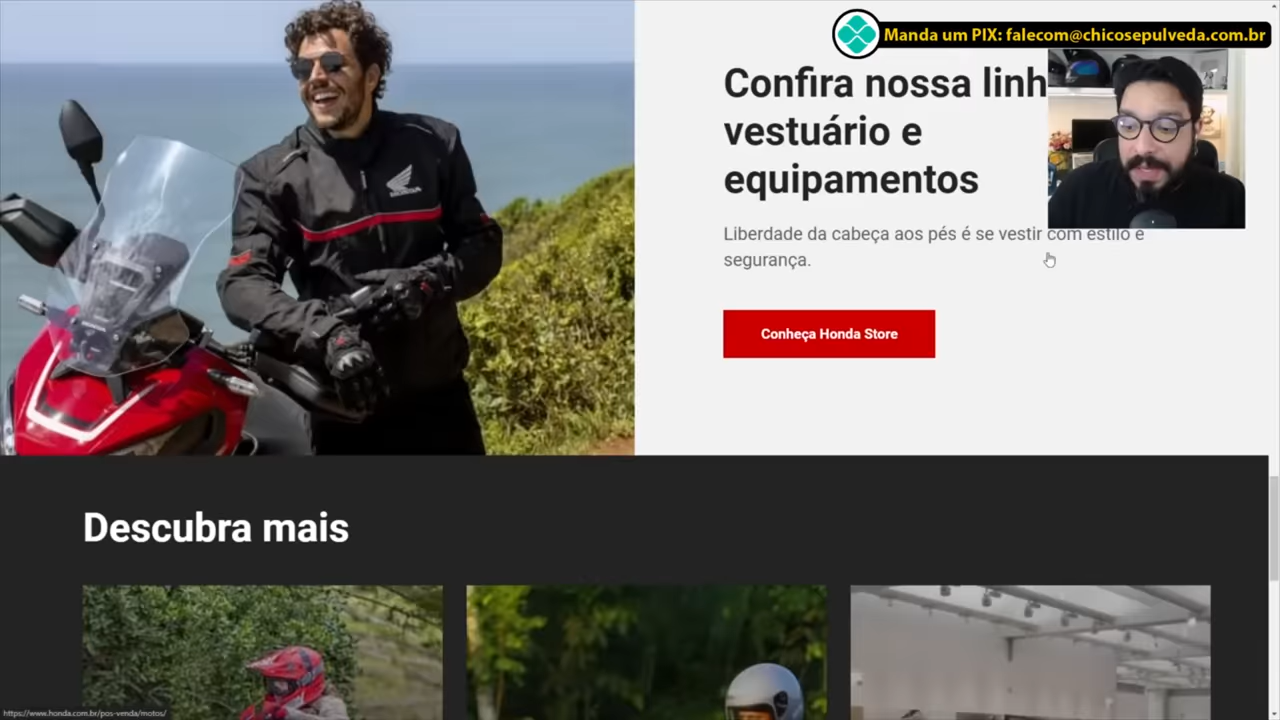 Manda um PIX: falecom@chicosepulveda.com.br
Confira nossa linh
vestuário e
equipamentos
Liberdade da cabeça aos pés é se vestir com estilo e
segurança.
Conheça Honda Store
HONDA
Descubra mais
https://www.honda.com.br/pos-venda/motos/